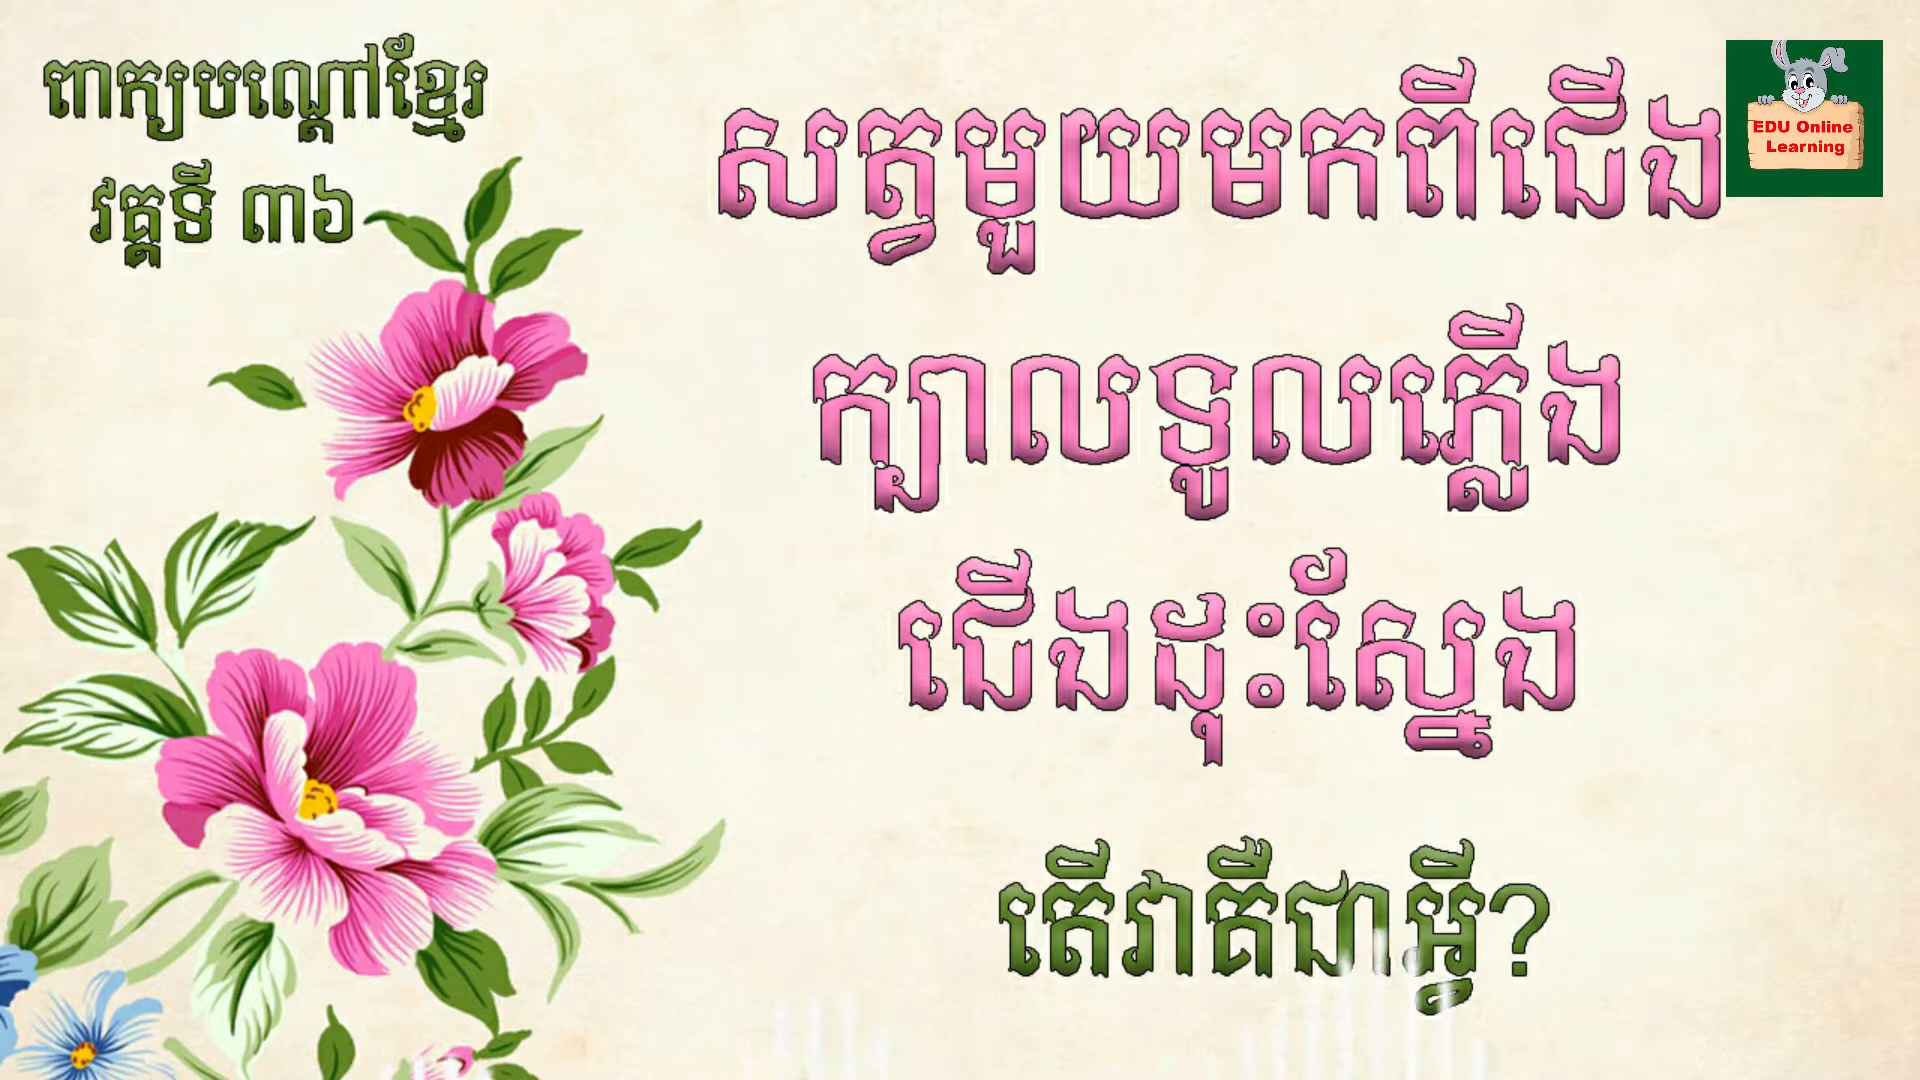 ពាក្យបណ្ដៅខ្មែរ
វគ្គទី ៣៦
សត្វមួយមកពីជើង
ក្បាលទូលភ្លើង
ជើងដុះស្នែង
តើវាគឺជាអ្វី?
EDU Online
Learning